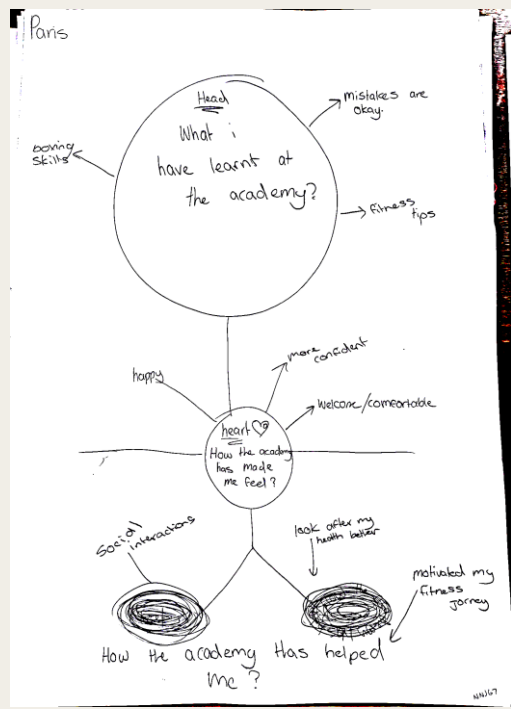 Paris
Head
What i
have learnt at
the academy?
mistakes are
okay.
boxing
skills
fitness
tips
happy
more
confident
welcome/comfortable
heart
How the academy
has made
me feel?
Social
interactions
look after my
health better
motivated my
fitness
jorney
How the academy Has helped
me?
NNJ67